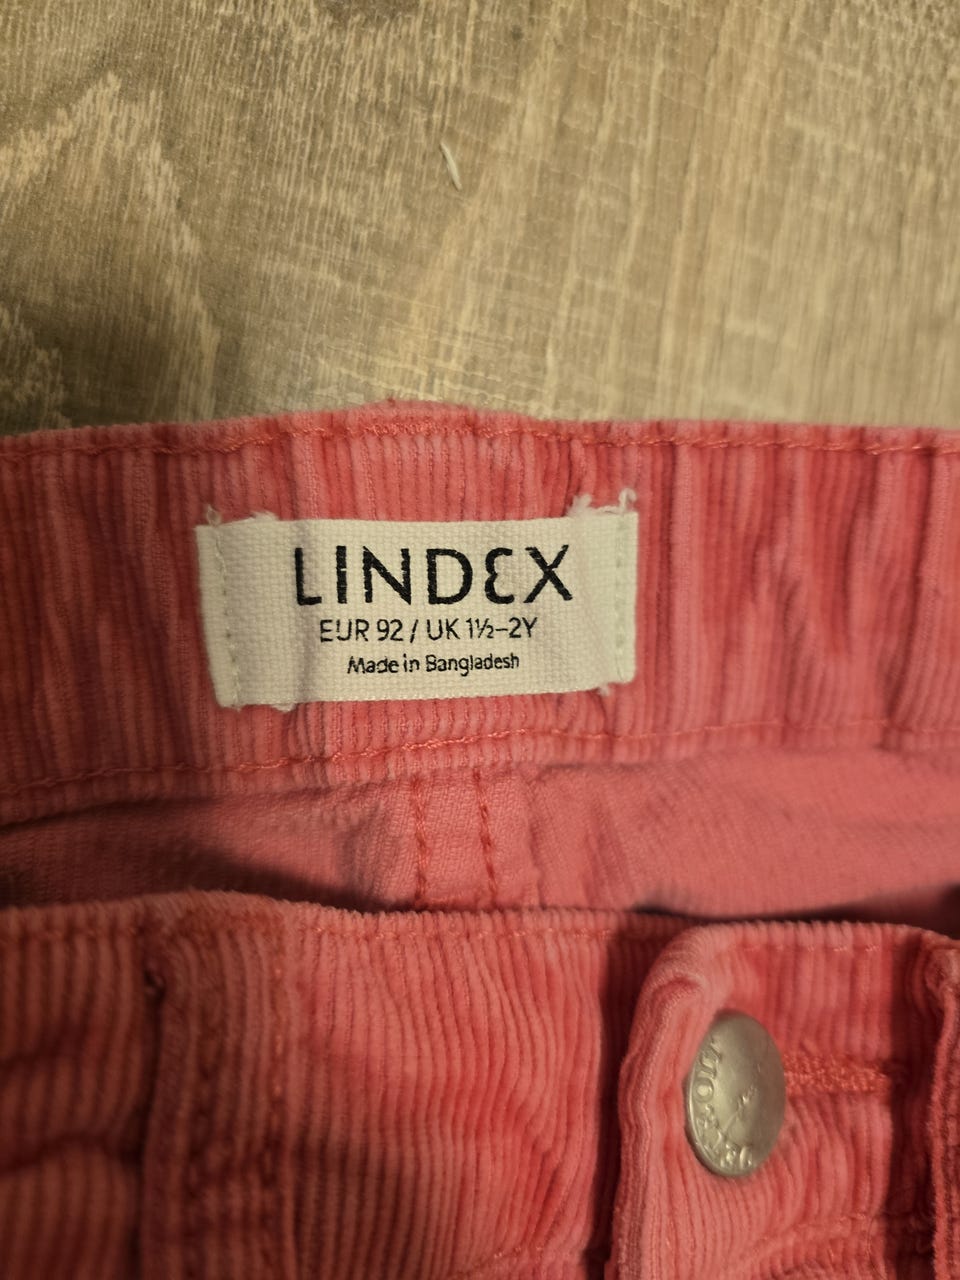 LINDEX
EUR 92 / UK 1½–2Y
Made in Bangladesh